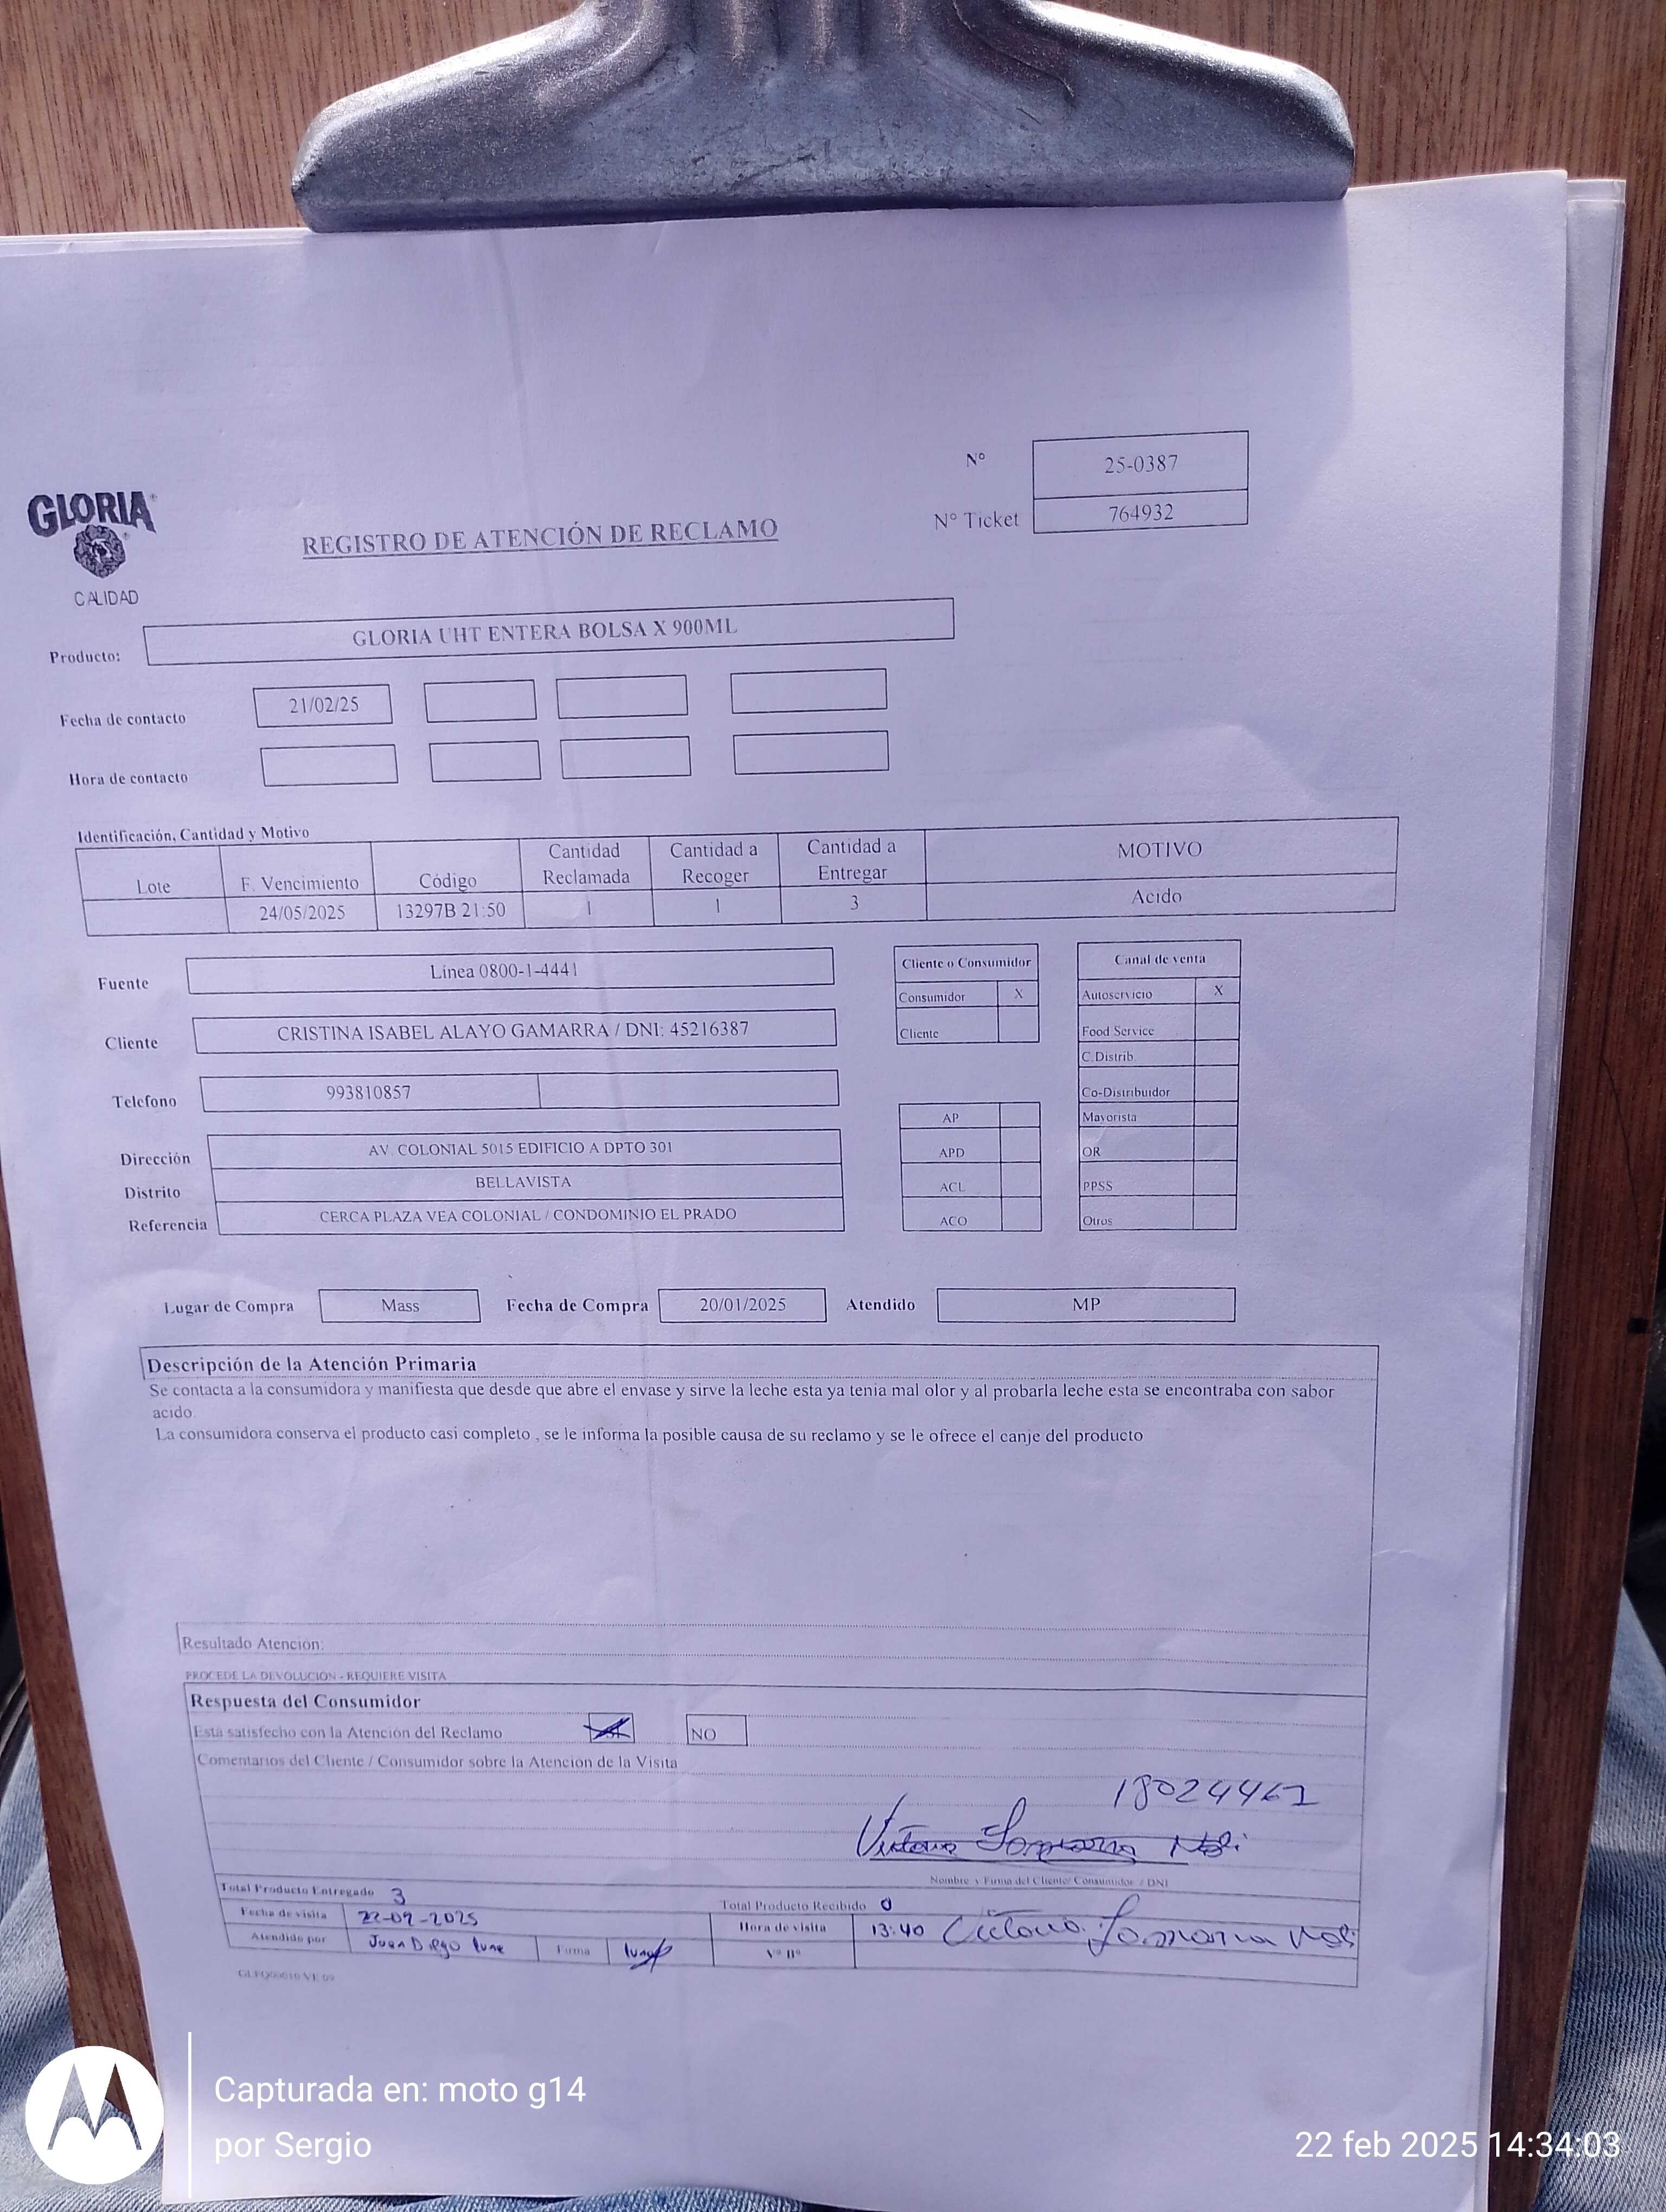 Nº 25-0387
GLORIA
Nº Ticket 764932
REGISTRO DE ATENCIÓN DE RECLAMO
CALIDAD
Producto: GLORIA UHT ENTERA BOLSA X 900ML
Fecha de contacto 21/02/25
Hora de contacto
Identificación, Cantidad y Motivo
Lote F. Vencimiento Código Cantidad Reclamada Cantidad a Recoger Cantidad a Entregar MOTIVO
24/05/2025 13297B 21:50 1 1 3 Acido
Fuente Línea 0800-1-4441
Cliente CRISTINA ISABEL ALAYO GAMARRA / DNI: 45216387
Telefono 993810857
Dirección AV. COLONIAL 5015 EDIFICIO A DPTO 301
Distrito BELLAVISTA
Referencia CERCA PLAZA VEA COLONIAL / CONDOMINIO EL PRADO
Cliente o Consumidor
Consumidor X
Cliente
AP
APD
ACL
ACO
Canal de venta
Autoservicio X
Food Service
C.Distrib
Co-Distribuidor
Mayorista
OR
PPSS
Otros
Lugar de Compra Mass Fecha de Compra 20/01/2025 Atendido MP
Descripción de la Atención Primaria
Se contacta a la consumidora y manifiesta que desde que abre el envase y sirve la leche esta ya tenia mal olor y al probarla leche esta se encontraba con sabor
acido.
La consumidora conserva el producto casi completo , se le informa la posible causa de su reclamo y se le ofrece el canje del producto
Resultado Atencion:
PROCEDE LA DEVOLUCION - REQUIERE VISITA
Respuesta del Consumidor
Esta satisfecho con la Atención del Reclamo NO
Comentarios del Cliente / Consumidor sobre la Atencion de la Visita
18024461
Nombre y Firma del Cliente/ Consumidor / DNI
Total Producto Entregado 3 Total Producto Recibido 0
Fecha de visita 22-02-2025 Hora de visita 13:40
Atendido por Juan Diego Firma Vº Bº
Capturada en: moto g14
por Sergio
22 feb 2025 14:34:03